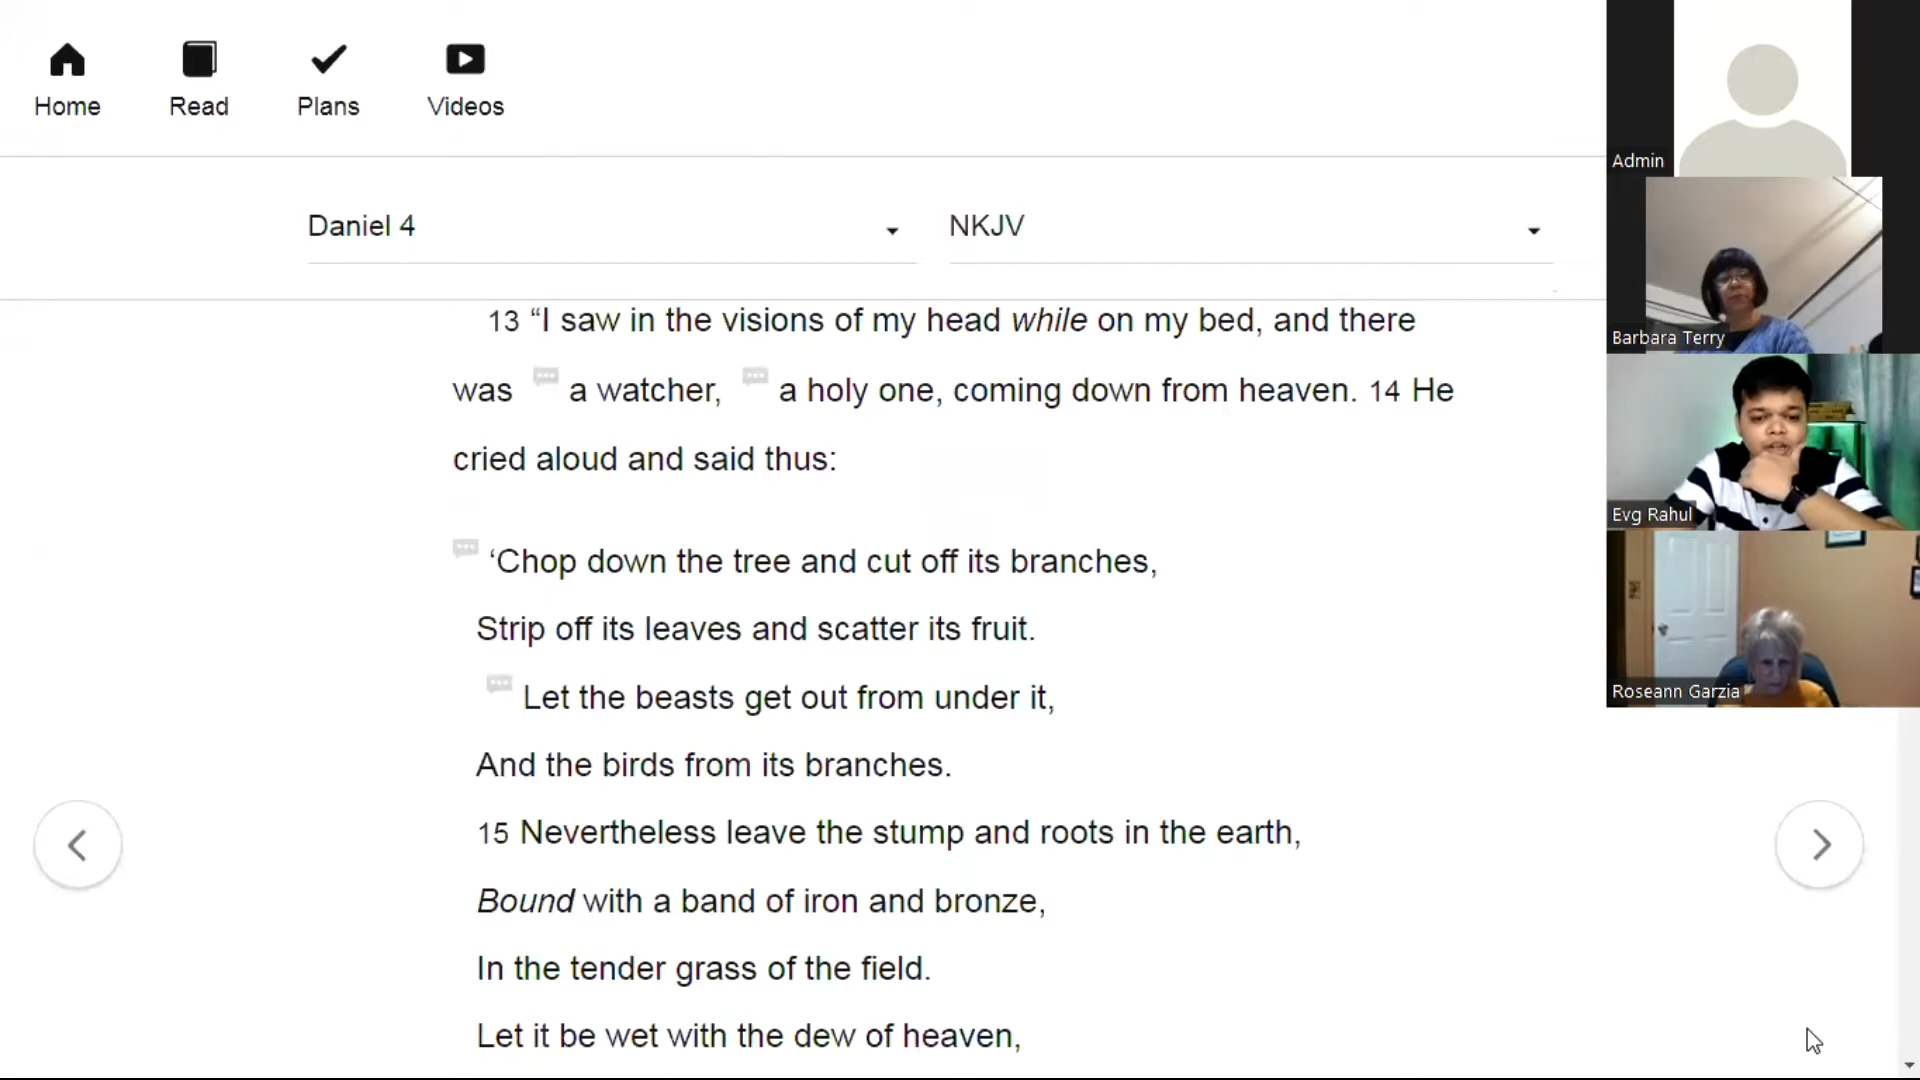 Home Read Plans Videos
Daniel 4 NKJV
13 “I saw in the visions of my head while on my bed, and there
was a watcher, a holy one, coming down from heaven. 14 He
cried aloud and said thus:
‘Chop down the tree and cut off its branches,
Strip off its leaves and scatter its fruit.
Let the beasts get out from under it,
And the birds from its branches.
15 Nevertheless leave the stump and roots in the earth,
Bound with a band of iron and bronze,
In the tender grass of the field.
Let it be wet with the dew of heaven,
Admin
Barbara Terry
Evg Rahul
Roseann Garzia